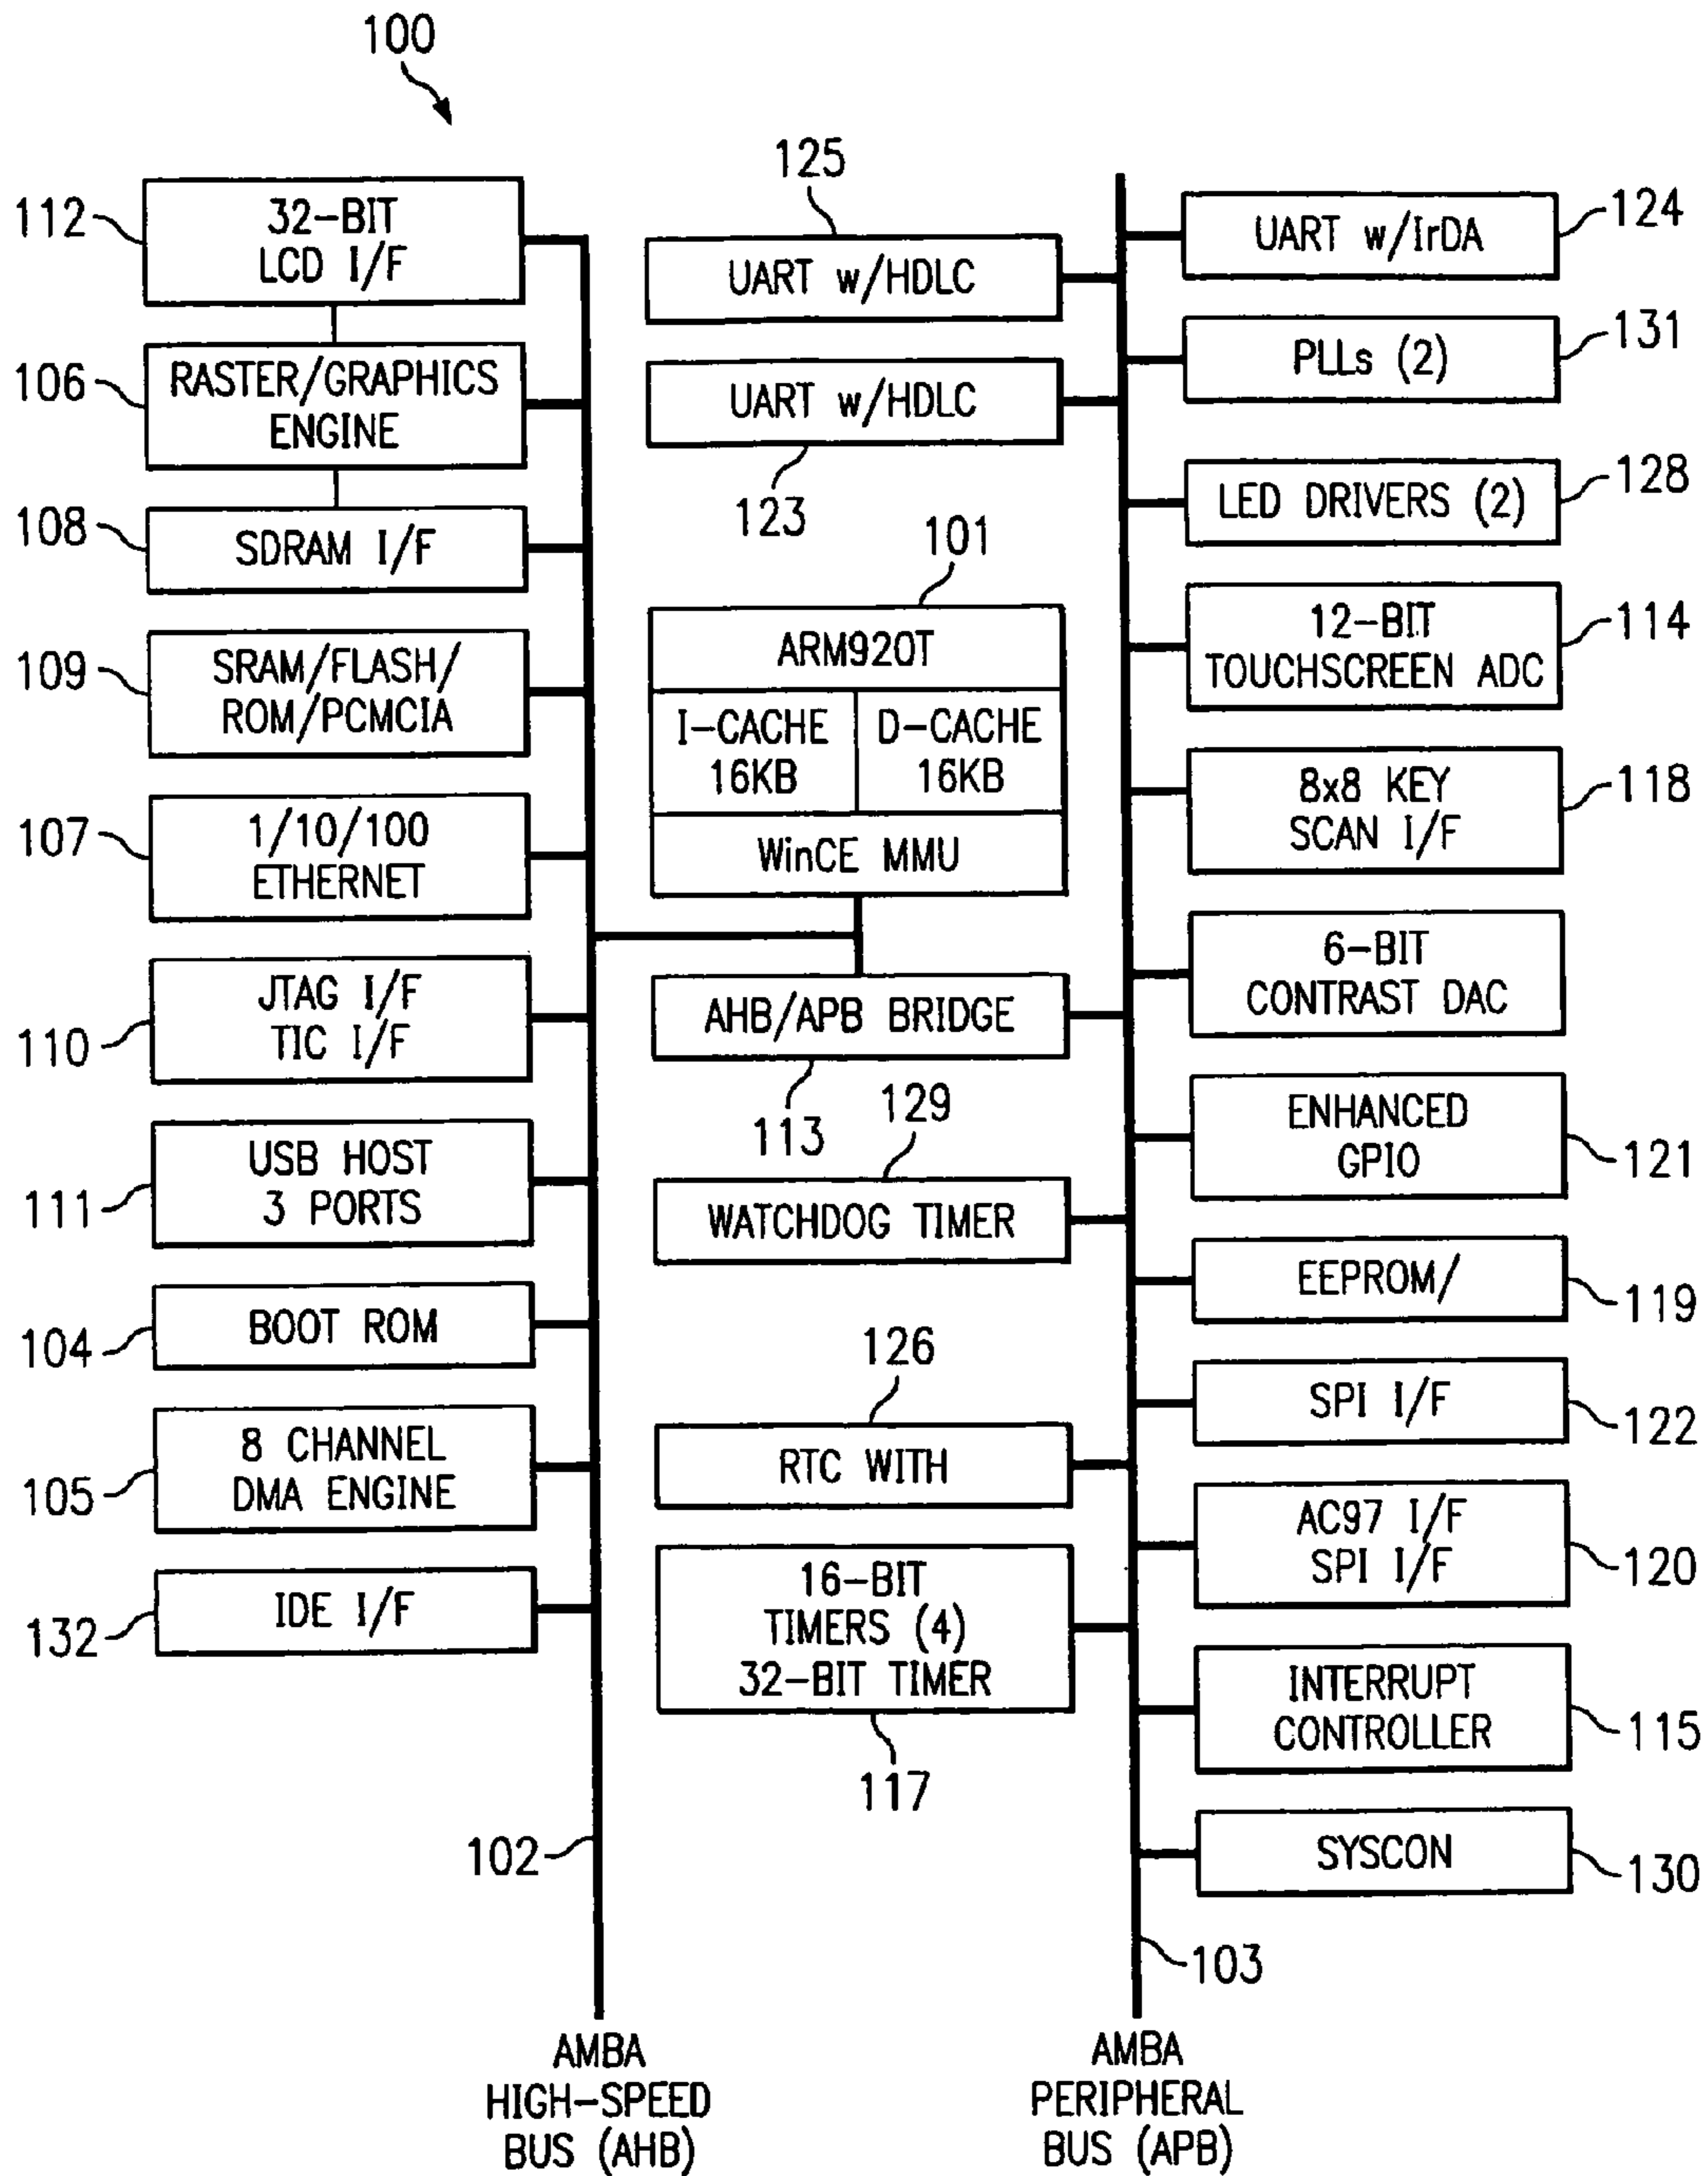 100
112
32-BIT
LCD I/F
106
RASTER/GRAPHICS
ENGINE
108
SDRAM I/F
109
SRAM/FLASH/
ROM/PCMCIA
107
1/10/100
ETHERNET
110
JTAG I/F
TIC I/F
111
USB HOST
3 PORTS
104
BOOT ROM
105
8 CHANNEL
DMA ENGINE
132
IDE I/F
102
AMBA
HIGH-SPEED
BUS (AHB)
125
UART w/HDLC
UART w/HDLC
123
101
ARM920T
I-CACHE
16KB
D-CACHE
16KB
WinCE MMU
AHB/APB BRIDGE
113
129
WATCHDOG TIMER
126
RTC WITH
16-BIT
TIMERS (4)
32-BIT TIMER
117
UART w/IrDA
124
PLLs (2)
131
LED DRIVERS (2)
128
12-BIT
TOUCHSCREEN ADC
114
8x8 KEY
SCAN I/F
118
6-BIT
CONTRAST DAC
ENHANCED
GPIO
121
EEPROM/
119
SPI I/F
122
AC97 I/F
SPI I/F
120
INTERRUPT
CONTROLLER
115
SYSCON
130
103
AMBA
PERIPHERAL
BUS (APB)